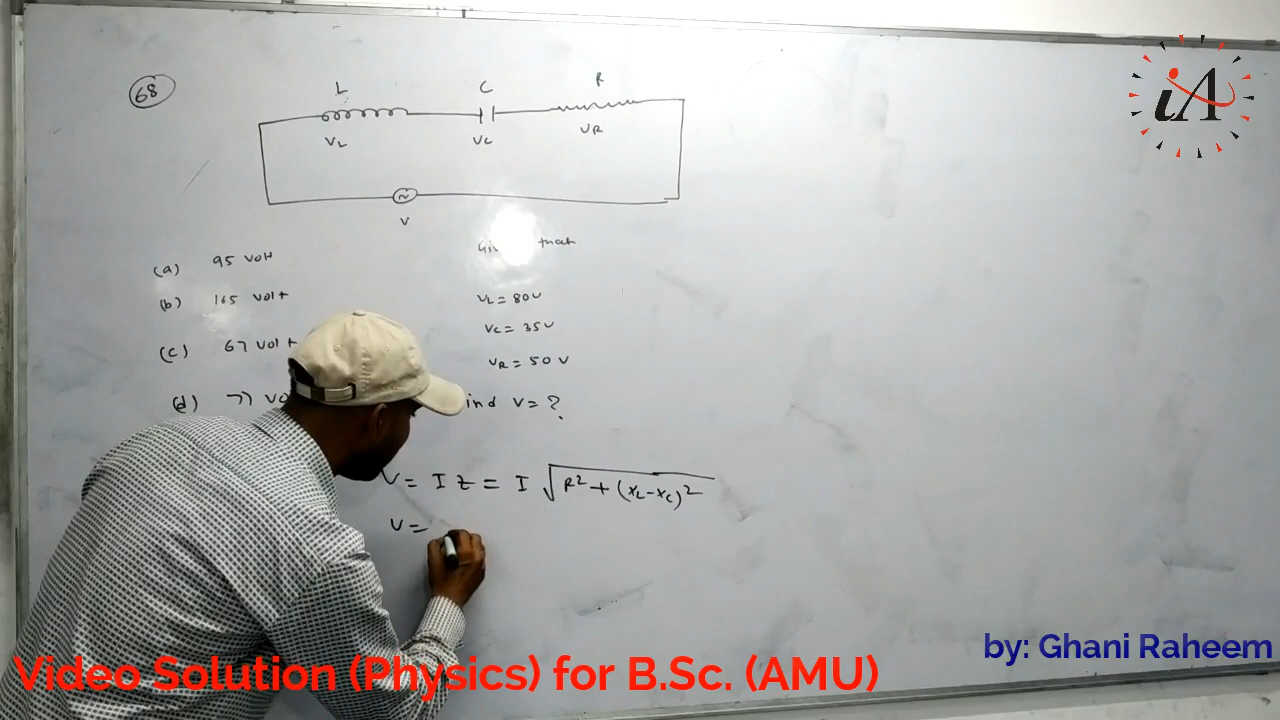 68
L C R
VL VC VR
~
V
(a) 95 volt
(b) 165 volt
(c) 67 volt
(d) 77 vo
that
VL = 80V
VC = 35V
VR = 50 V
ind V = ?
V = I Z = I √R² + (XL-XC)²
V =
iA
by: Ghani Raheem
Video Solution (Physics) for B.Sc. (AMU)